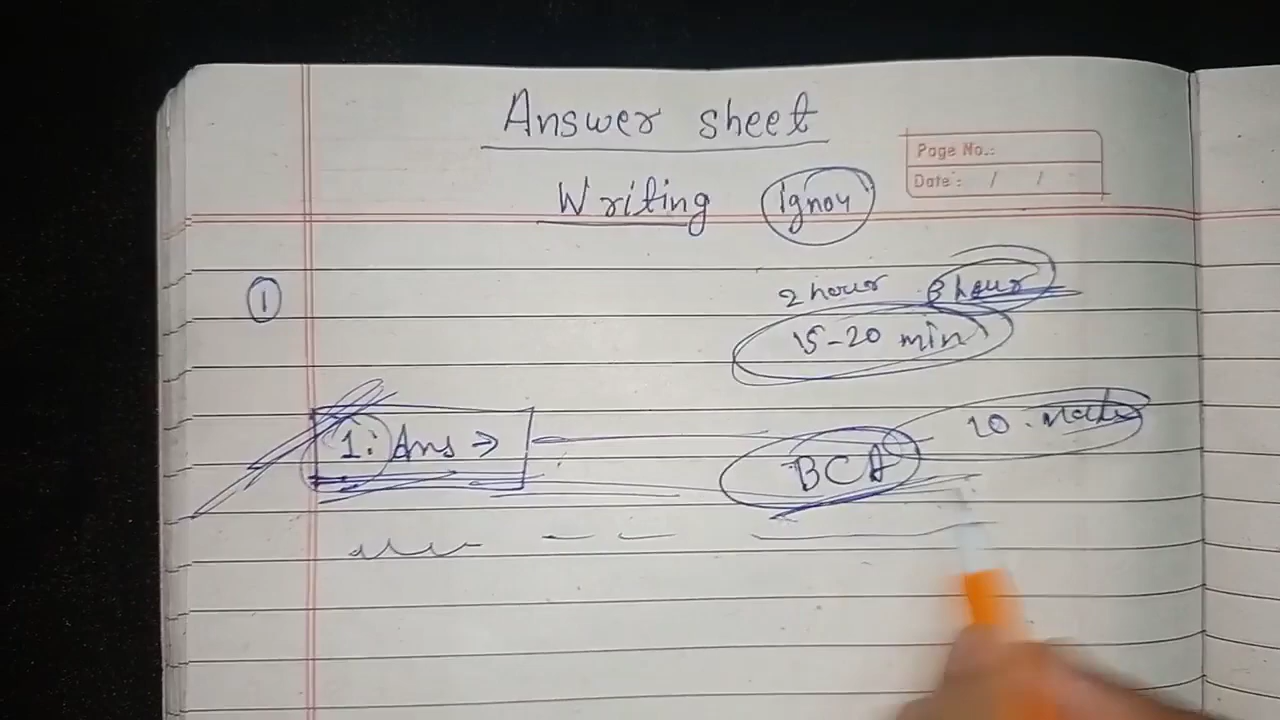 Answer sheet
Page No.:
Date: / /
Writing Ignou
1
2 hour 3 hour
15-20 min
10. Marks
1: Ans →
BCA